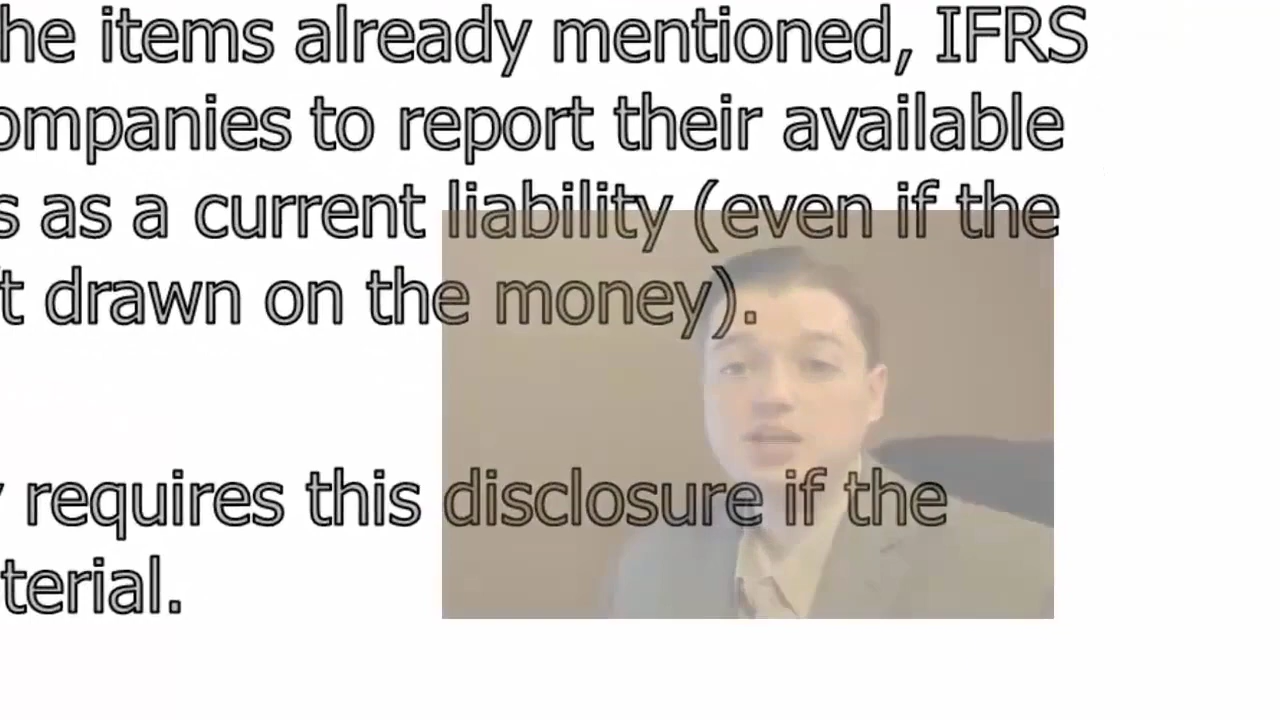 he items already mentioned, IFRS
ompanies to report their available
s as a current liability (even if the
t drawn on the money).
requires this disclosure if the
terial.